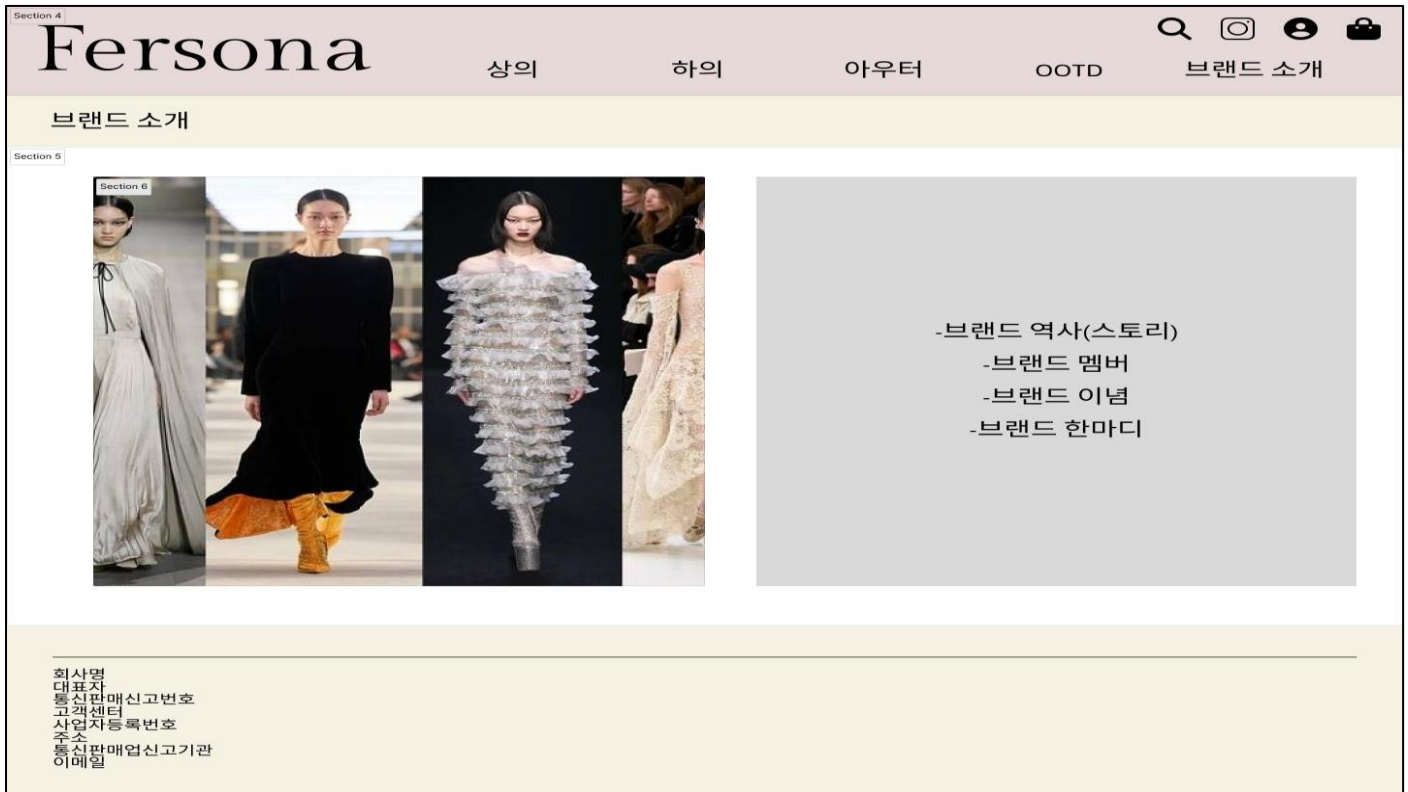 Section 4
Fersona
상의 하의 아우터 OOTD 브랜드 소개
브랜드 소개
Section 5
Section 6
-브랜드 역사(스토리)
-브랜드 멤버
-브랜드 이념
-브랜드 한마디
회사명
대표자
통신판매신고번호
고객센터
사업자등록번호
주소
통신판매업신고기관
이메일